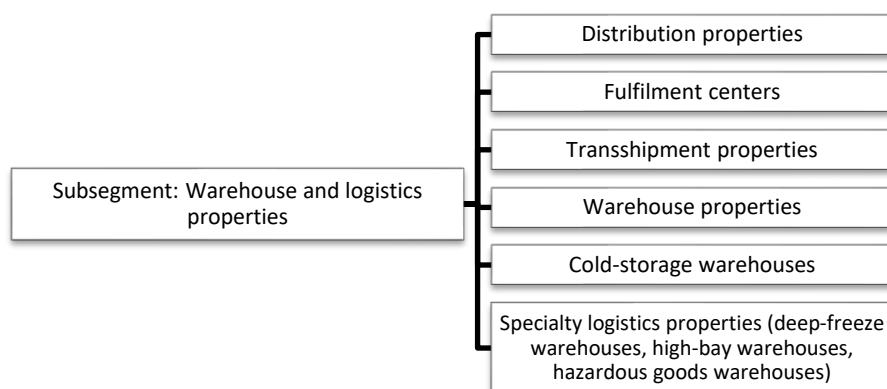 Subsegment: Warehouse and logistics
properties
Distribution properties
Fulfilment centers
Transshipment properties
Warehouse properties
Cold-storage warehouses
Specialty logistics properties (deep-freeze
warehouses, high-bay warehouses,
hazardous goods warehouses)